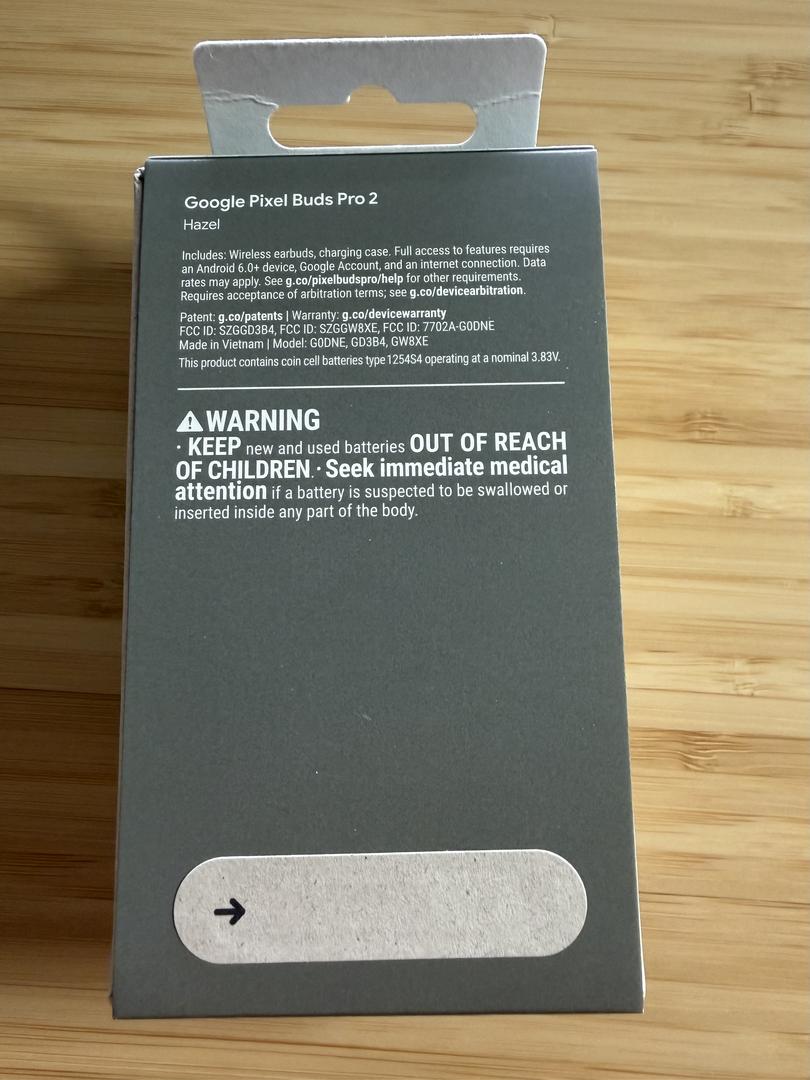 Google Pixel Buds Pro 2
Hazel
Includes: Wireless earbuds, charging case. Full access to features requires
an Android 6.0+ device, Google Account, and an internet connection. Data
rates may apply. See g.co/pixelbudspro/help for other requirements.
Requires acceptance of arbitration terms; see g.co/devicearbitration.
Patent: g.co/patents | Warranty: g.co/devicewarranty
FCC ID: SZGGD3B4, FCC ID: SZGGW8XE, FCC ID: 7702A-G0DNE
Made in Vietnam | Model: G0DNE, GD3B4, GW8XE
This product contains coin cell batteries type 1254S4 operating at a nominal 3.83V.
WARNING
· KEEP new and used batteries OUT OF REACH
OF CHILDREN. · Seek immediate medical
attention if a battery is suspected to be swallowed or
inserted inside any part of the body.